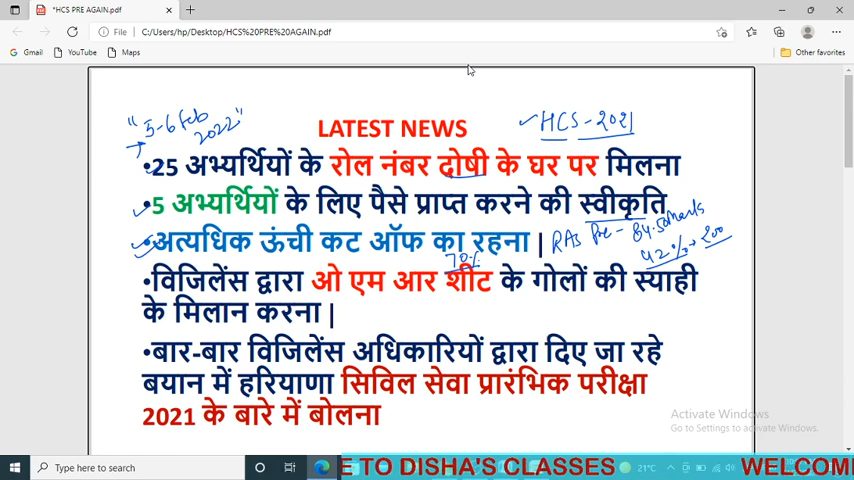 *HCS PRE AGAIN.pdf
File | C:/Users/hp/Desktop/HCS%20PRE%20AGAIN.pdf
Gmail YouTube Maps Other favorites
"5-6 Feb 2022"
LATEST NEWS
HCS-2021
•25 अभ्यर्थियों के रोल नंबर दोषी के घर पर मिलना
•5 अभ्यर्थियों के लिए पैसे प्राप्त करने की स्वीकृति
•अत्यधिक ऊंची कट ऑफ का रहना |
RAS Pre - 84.50 marks
42% → 200
70%
•विजिलेंस द्वारा ओ एम आर शीट के गोलों की स्याही
के मिलान करना |
•बार-बार विजिलेंस अधिकारियों द्वारा दिए जा रहे
बयान में हरियाणा सिविल सेवा प्रारंभिक परीक्षा
2021 के बारे में बोलना
Activate Windows
Go to Settings to activate Windows.
Type here to search
21°C
E TO DISHA'S CLASSES WELCOM